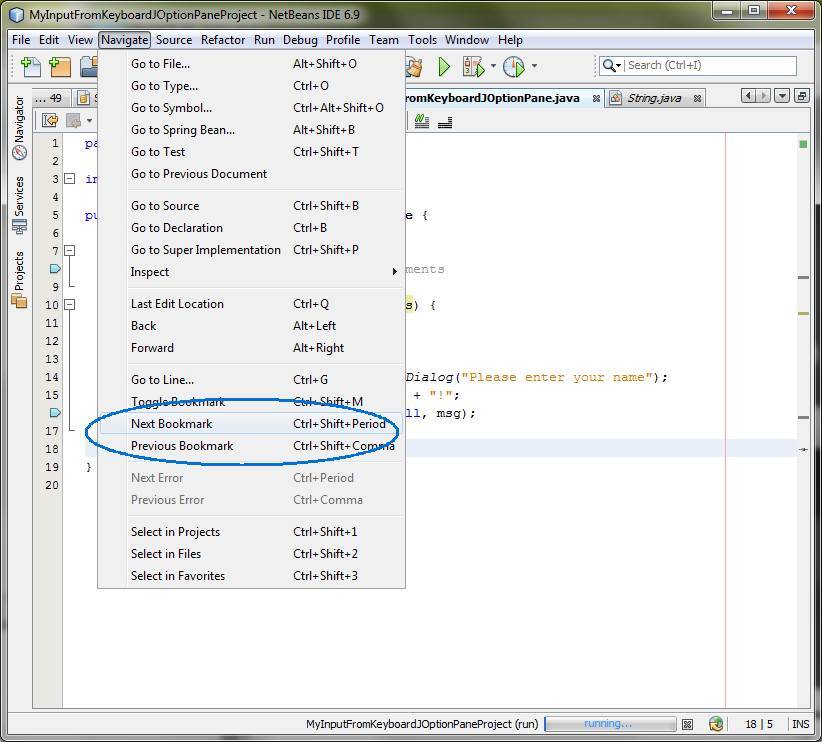 MyInputFromKeyboardJOptionPaneProject - NetBeans IDE 6.9
File Edit View Navigate Source Refactor Run Debug Profile Team Tools Window Help
Search (Ctrl+I)
... 49
romKeyboardJOptionPane.java
String.java
Navigator
Services
Projects
Go to File... Alt+Shift+O
Go to Type... Ctrl+O
Go to Symbol... Ctrl+Alt+Shift+O
Go to Spring Bean... Alt+Shift+B
Go to Test Ctrl+Shift+T
Go to Previous Document
Go to Source Ctrl+Shift+B
Go to Declaration Ctrl+B
Go to Super Implementation Ctrl+Shift+P
Inspect
Last Edit Location Ctrl+Q
Back Alt+Left
Forward Alt+Right
Go to Line... Ctrl+G
Toggle Bookmark Ctrl+Shift+M
Next Bookmark Ctrl+Shift+Period
Previous Bookmark Ctrl+Shift+Comma
Next Error Ctrl+Period
Previous Error Ctrl+Comma
Select in Projects Ctrl+Shift+1
Select in Files Ctrl+Shift+2
Select in Favorites Ctrl+Shift+3
1 pa
2
3 im
4
5 pu e {
6
7
ments
9
10 s) {
11
12
13
14 Dialog("Please enter your name");
15 + "!";
ll, msg);
17
18
19 }
20
MyInputFromKeyboardJOptionPaneProject (run) running... 18 | 5 INS